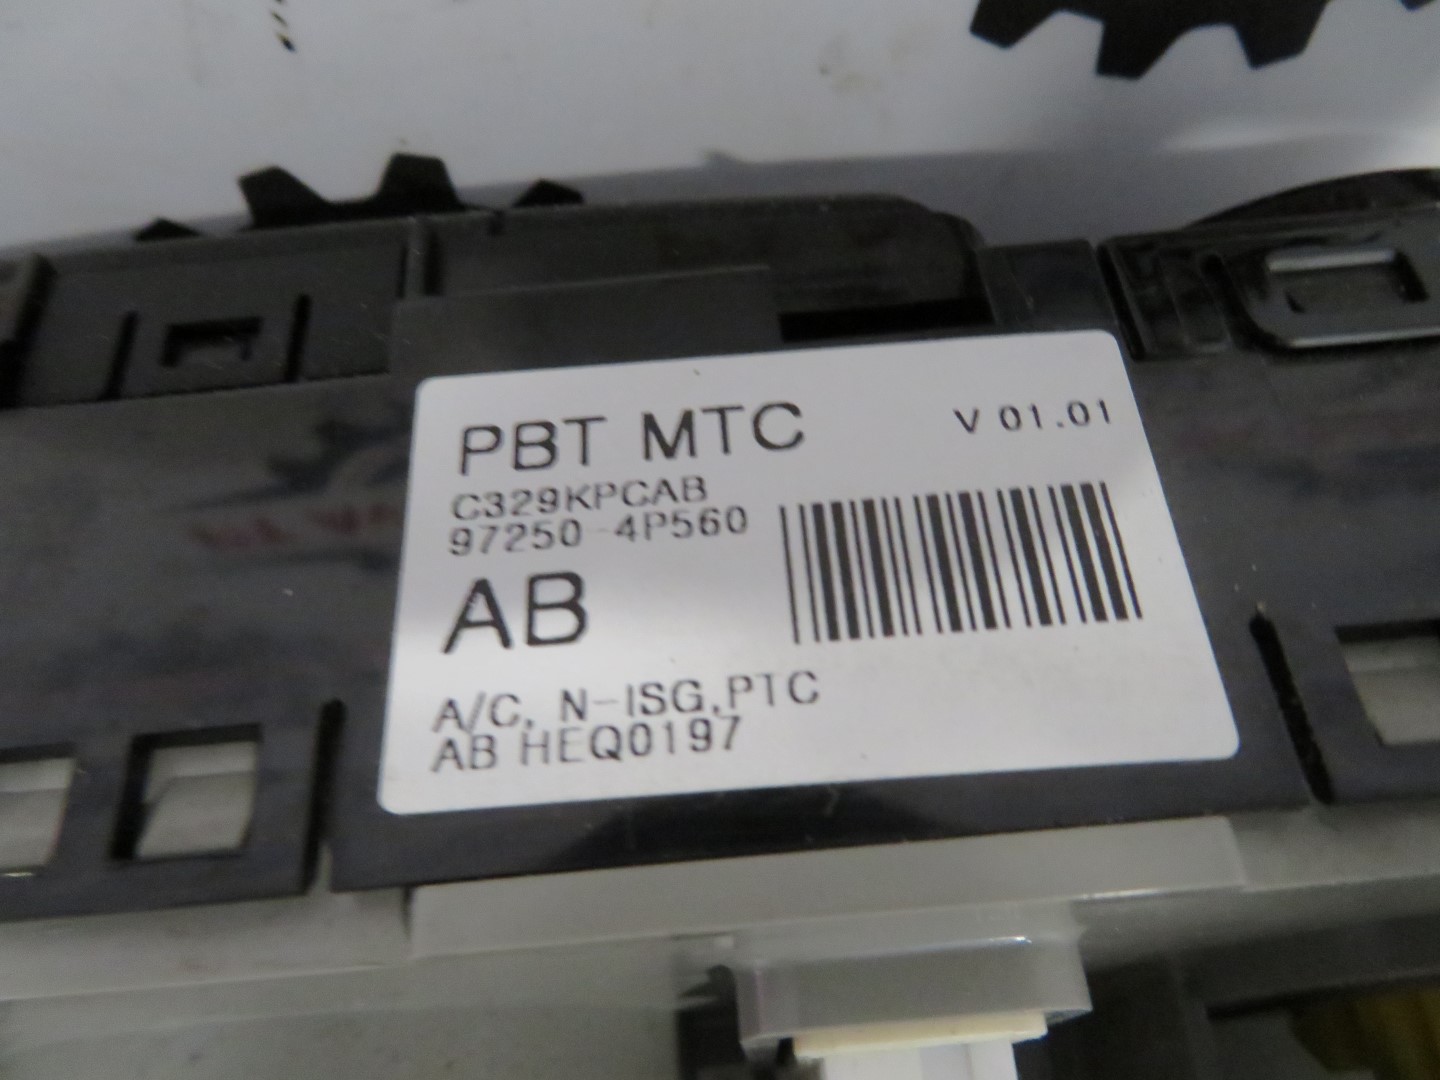 PBT MTC
V 01.01
C329KPCAB
97250-4P560
AB
A/C, N-ISG,PTC
AB HEQ0197